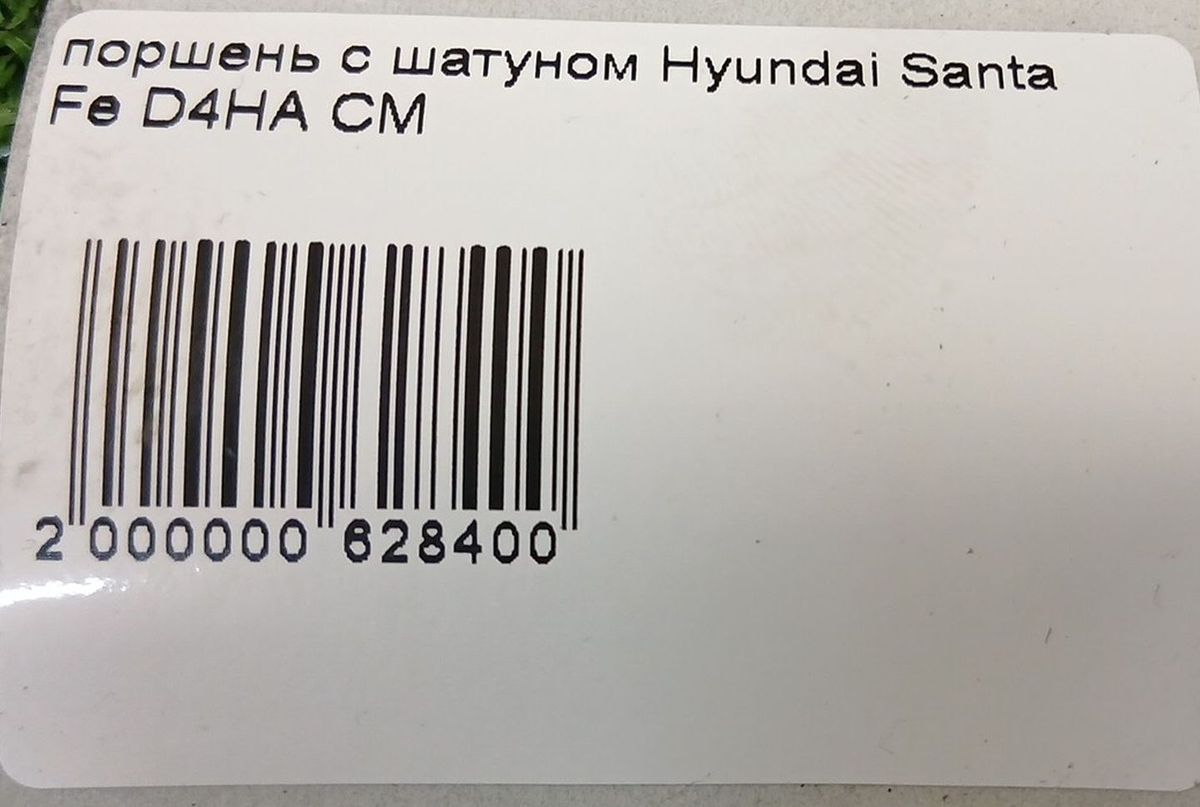 поршень с шатуном Hyundai Santa
Fe D4HA CM
2 000000 628400